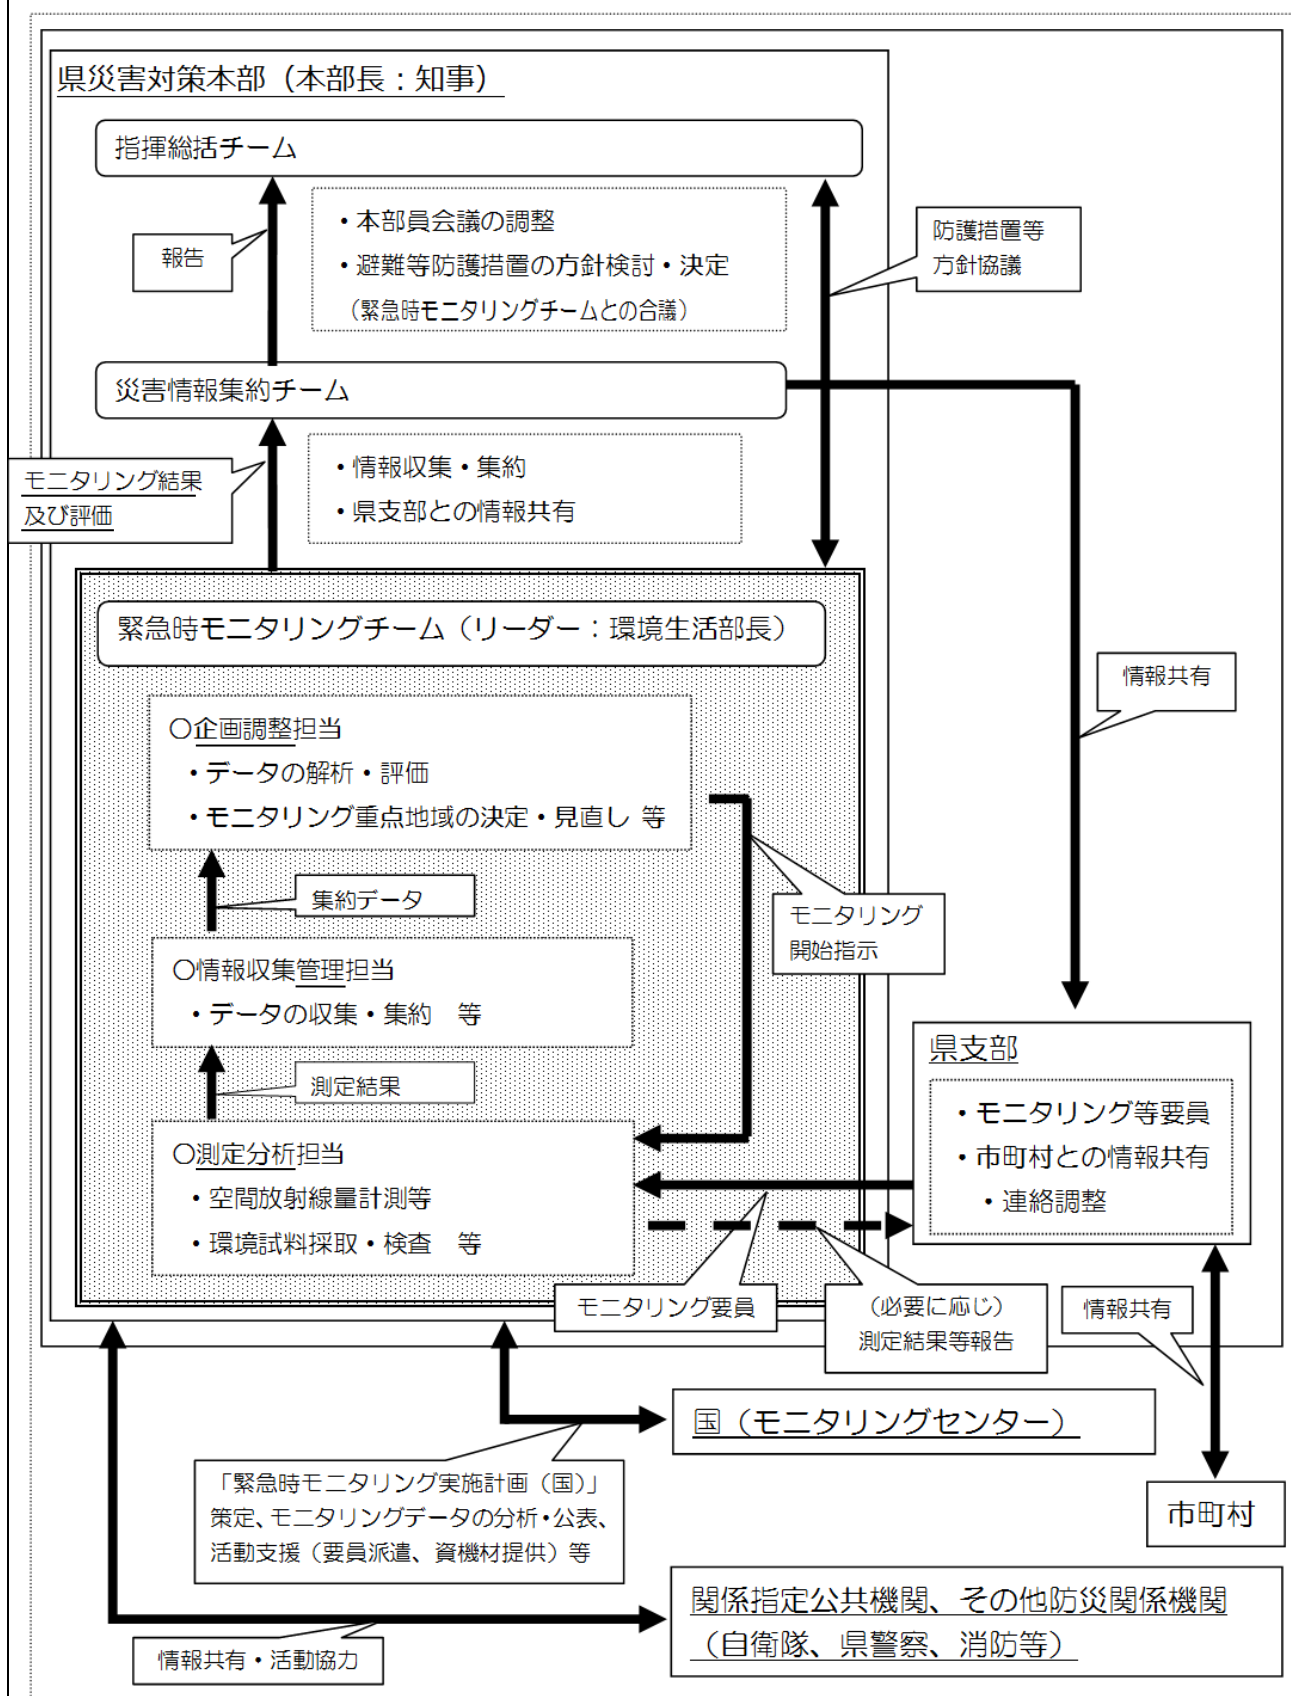 県災害対策本部（本部長：知事）
指揮総括チーム
・本部員会議の調整
・避難等防護措置の方針検討・決定
（緊急時モニタリングチームとの合議）
報告
防護措置等
方針協議
災害情報集約チーム
・情報収集・集約
・県支部との情報共有
モニタリング結果
及び評価
緊急時モニタリングチーム（リーダー：環境生活部長）
情報共有
〇企画調整担当
・データの解析・評価
・モニタリング重点地域の決定・見直し 等
集約データ
モニタリング
開始指示
〇情報収集管理担当
・データの収集・集約　等
測定結果
〇測定分析担当
・空間放射線量計測等
・環境試料採取・検査　等
県支部
・モニタリング等要員
・市町村との情報共有
・連絡調整
モニタリング要員
（必要に応じ）
測定結果等報告
情報共有
国（モニタリングセンター）
「緊急時モニタリング実施計画（国）」
策定、モニタリングデータの分析・公表、
活動支援（要員派遣、資機材提供）等
市町村
関係指定公共機関、その他防災関係機関
（自衛隊、県警察、消防等）
情報共有・活動協力